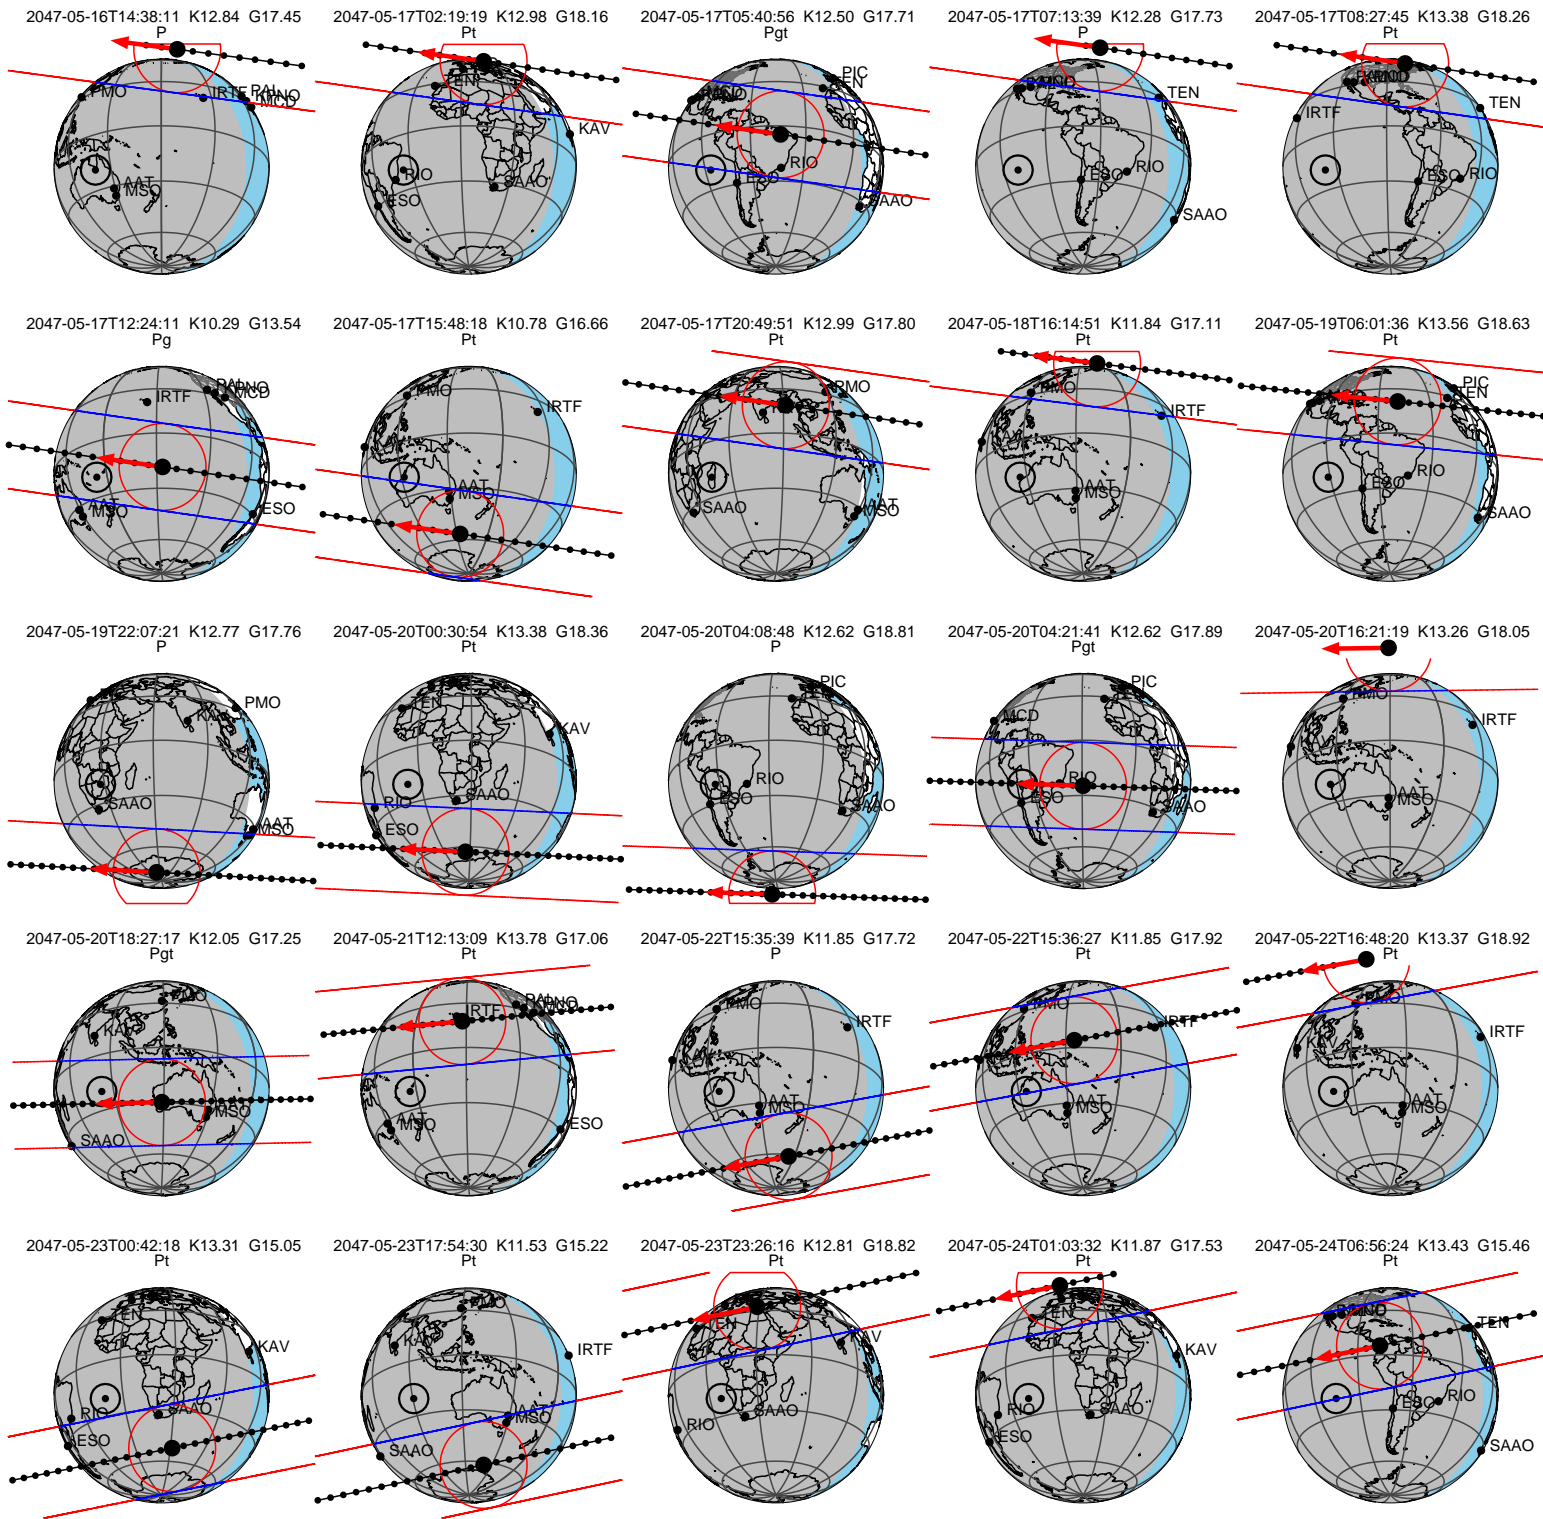 2047-05-16T14:38:11 K12.84 G17.45
P
PMO
IRTF
MCD
AAT
MSO
2047-05-17T02:19:19 K12.98 G18.16
Pt
TEN
KAV
RIO
SAAO
ESO
2047-05-17T05:40:56 K12.50 G17.71
Pgt
PIC
TEN
RIO
ESO
SAAO
2047-05-17T07:13:39 K12.28 G17.73
P
TEN
RIO
ESO
SAAO
2047-05-17T08:27:45 K13.38 G18.26
Pt
TEN
IRTF
RIO
ESO
2047-05-17T12:24:11 K10.29 G13.54
Pg
PAL
KPNO
MCD
IRTF
AAT
MSO
ESO
2047-05-17T15:48:18 K10.78 G16.66
Pt
PMO
IRTF
AAT
MSO
2047-05-17T20:49:51 K12.99 G17.80
Pt
PMO
SAAO
AAT
MSO
2047-05-18T16:14:51 K11.84 G17.11
Pt
PMO
IRTF
AAT
MSO
2047-05-19T06:01:36 K13.56 G18.63
Pt
PIC
TEN
RIO
ESO
SAAO
2047-05-19T22:07:21 K12.77 G17.76
P
PMO
KAV
SAAO
AAT
MSO
2047-05-20T00:30:54 K13.38 G18.36
Pt
TEN
KAV
RIO
SAAO
ESO
2047-05-20T04:08:48 K12.62 G18.81
P
PIC
TEN
RIO
ESO
SAAO
2047-05-20T04:21:41 K12.62 G17.89
Pgt
PIC
TEN
MCD
RIO
ESO
SAAO
2047-05-20T16:21:19 K13.26 G18.05
Pt
PMO
IRTF
KAV
AAT
MSO
2047-05-20T18:27:17 K12.05 G17.25
Pgt
PMO
KAV
MSO
SAAO
2047-05-21T12:13:09 K13.78 G17.06
Pt
PAL
KPNO
MCD
IRTF
AAT
MSO
ESO
2047-05-22T15:35:39 K11.85 G17.72
P
PMO
IRTF
KAV
AAT
MSO
2047-05-22T15:36:27 K11.85 G17.92
Pt
PMO
IRTF
KAV
AAT
MSO
2047-05-22T16:48:20 K13.37 G18.92
Pt
PMO
IRTF
KAV
AAT
MSO
2047-05-23T00:42:18 K13.31 G15.05
Pt
TEN
KAV
RIO
SAAO
ESO
2047-05-23T17:54:30 K11.53 G15.22
Pt
PMO
KAV
IRTF
AAT
MSO
SAAO
2047-05-23T23:26:16 K12.81 G18.82
Pt
TEN
KAV
RIO
SAAO
2047-05-24T01:03:32 K11.87 G17.53
Pt
TEN
KAV
RIO
SAAO
ESO
2047-05-24T06:56:24 K13.43 G15.46
Pt
TEN
RIO
ESO
SAAO